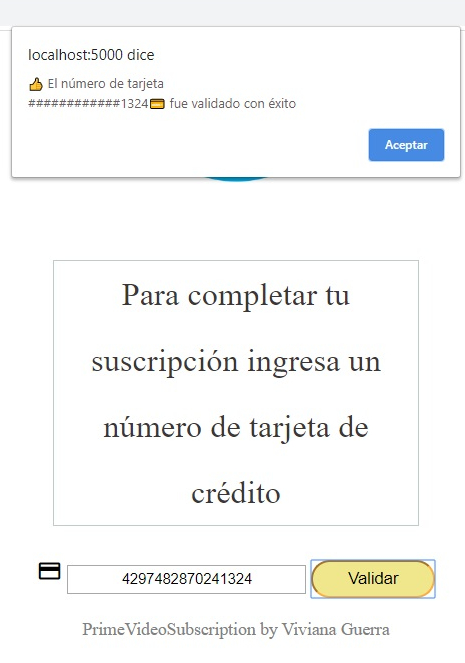 localhost:5000 dice
👍 El número de tarjeta
############1324💳 fue validado con éxito
Aceptar
Para completar tu
suscripción ingresa un
número de tarjeta de
crédito
4297482870241324
Validar
PrimeVideoSubscription by Viviana Guerra